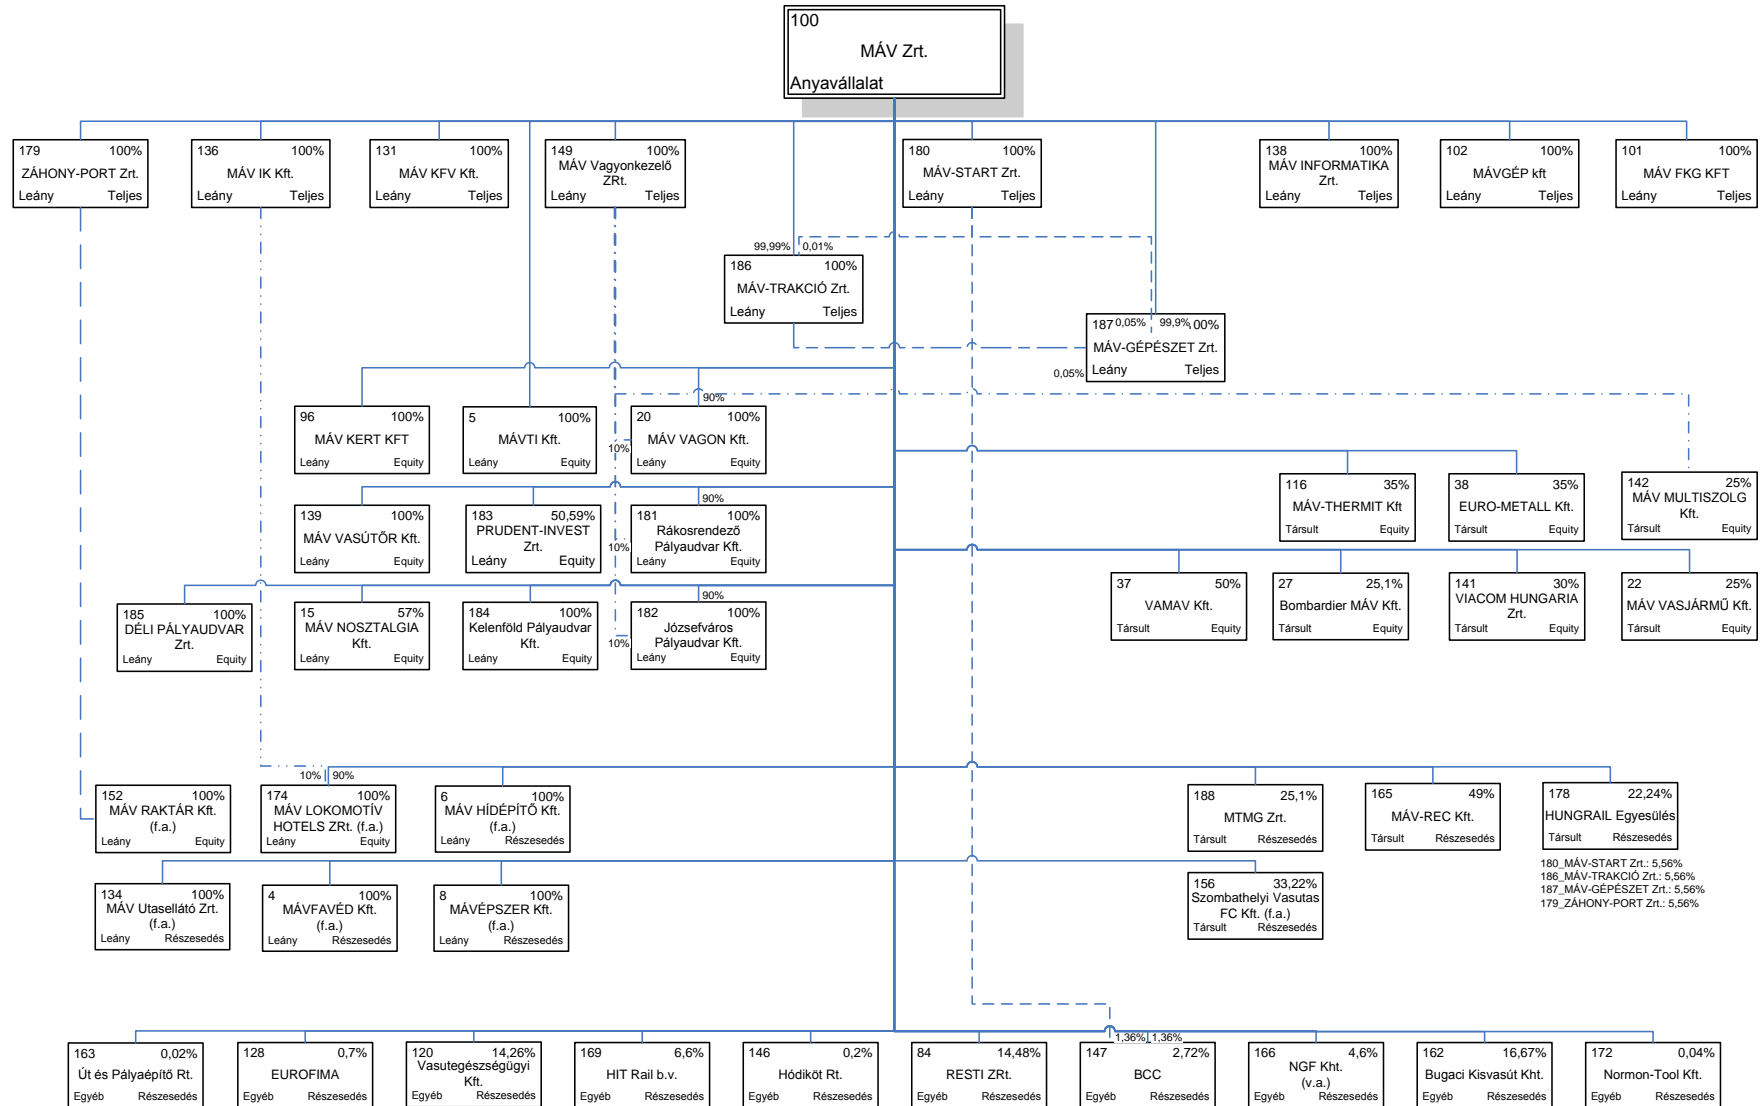 100
MÁV Zrt.
Anyavállalat
179 100%
ZÁHONY-PORT Zrt.
Leány Teljes
136 100%
MÁV IK Kft.
Leány Teljes
131 100%
MÁV KFV Kft.
Leány Teljes
149 100%
MÁV Vagyonkezelő
ZRt.
Leány Teljes
180 100%
MÁV-START Zrt.
Leány Teljes
138 100%
MÁV INFORMATIKA
Zrt.
Leány Teljes
102 100%
MÁVGÉP kft
Leány Teljes
101 100%
MÁV FKG KFT
Leány Teljes
99,99% 0,01%
186 100%
MÁV-TRAKCIÓ Zrt.
Leány Teljes
187 0,05% 99,9% 00%
MÁV-GÉPÉSZET Zrt.
Leány Teljes
0,05%
96 100%
MÁV KERT KFT
Leány Equity
5 100%
MÁVTI Kft.
Leány Equity
90%
20 100%
MÁV VAGON Kft.
Leány Equity
10%
116 35%
MÁV-THERMIT Kft
Társult Equity
38 35%
EURO-METALL Kft.
Társult Equity
142 25%
MÁV MULTISZOLG
Kft.
Társult Equity
139 100%
MÁV VASÚTŐR Kft.
Leány Equity
183 50,59%
PRUDENT-INVEST
Zrt.
Leány Equity
90%
181 100%
Rákosrendező
Pályaudvar Kft.
Leány Equity
10%
37 50%
VAMAV Kft.
Társult Equity
27 25,1%
Bombardier MÁV Kft.
Társult Equity
141 30%
VIACOM HUNGARIA
Zrt.
Társult Equity
22 25%
MÁV VASJÁRMŰ Kft.
Társult Equity
185 100%
DÉLI PÁLYAUDVAR
Zrt.
Leány Equity
15 57%
MÁV NOSZTALGIA
Kft.
Leány Equity
184 100%
Kelenföld Pályaudvar
Kft.
Leány Equity
90%
182 100%
Józsefváros
Pályaudvar Kft.
Leány Equity
10%
152 100%
MÁV RAKTÁR Kft.
(f.a.)
Leány Equity
10% 90%
174 100%
MÁV LOKOMOTÍV
HOTELS ZRt. (f.a.)
Leány Equity
6 100%
MÁV HÍDÉPÍTŐ Kft.
(f.a.)
Leány Részesedés
188 25,1%
MTMG Zrt.
Társult Részesedés
165 49%
MÁV-REC Kft.
Társult Részesedés
178 22,24%
HUNGRAIL Egyesülés
Társult Részesedés
180_MÁV-START Zrt.: 5,56%
186_MÁV-TRAKCIÓ Zrt.: 5,56%
187_MÁV-GÉPÉSZET Zrt.: 5,56%
179_ZÁHONY-PORT Zrt.: 5,56%
134 100%
MÁV Utasellátó Zrt.
(f.a.)
Leány Részesedés
4 100%
MÁVFAVÉD Kft.
(f.a.)
Leány Részesedés
8 100%
MÁVÉPSZER Kft.
(f.a.)
Leány Részesedés
156 33,22%
Szombathelyi Vasutas
FC Kft. (f.a.)
Társult Részesedés
163 0,02%
Út és Pályaépítő Rt.
Egyéb Részesedés
128 0,7%
EUROFIMA
Egyéb Részesedés
120 14,26%
Vasutegészségügyi
Kft.
Egyéb Részesedés
169 6,6%
HIT Rail b.v.
Egyéb Részesedés
146 0,2%
Hódiköt Rt.
Egyéb Részesedés
84 14,48%
RESTI ZRt.
Egyéb Részesedés
1,36% 1,36%
147 2,72%
BCC
Egyéb Részesedés
166 4,6%
NGF Kht.
(v.a.)
Egyéb Részesedés
162 16,67%
Bugaci Kisvasút Kht.
Egyéb Részesedés
172 0,04%
Normon-Tool Kft.
Egyéb Részesedés